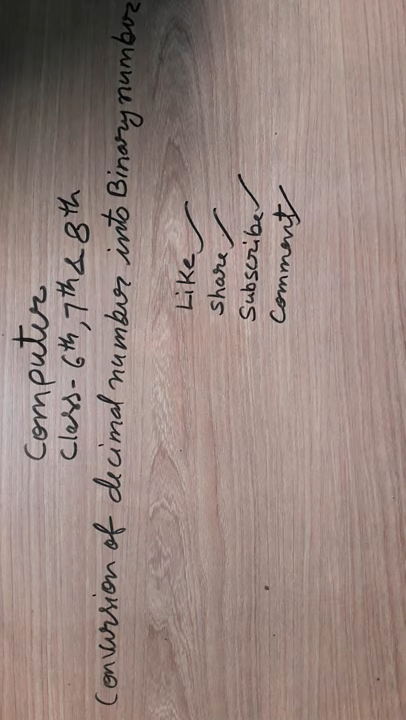 Computer
Class- 6th, 7th & 8th
Conversion of decimal number into Binary number
Like ✓
Share ✓
Subscribe ✓
Comment ✓